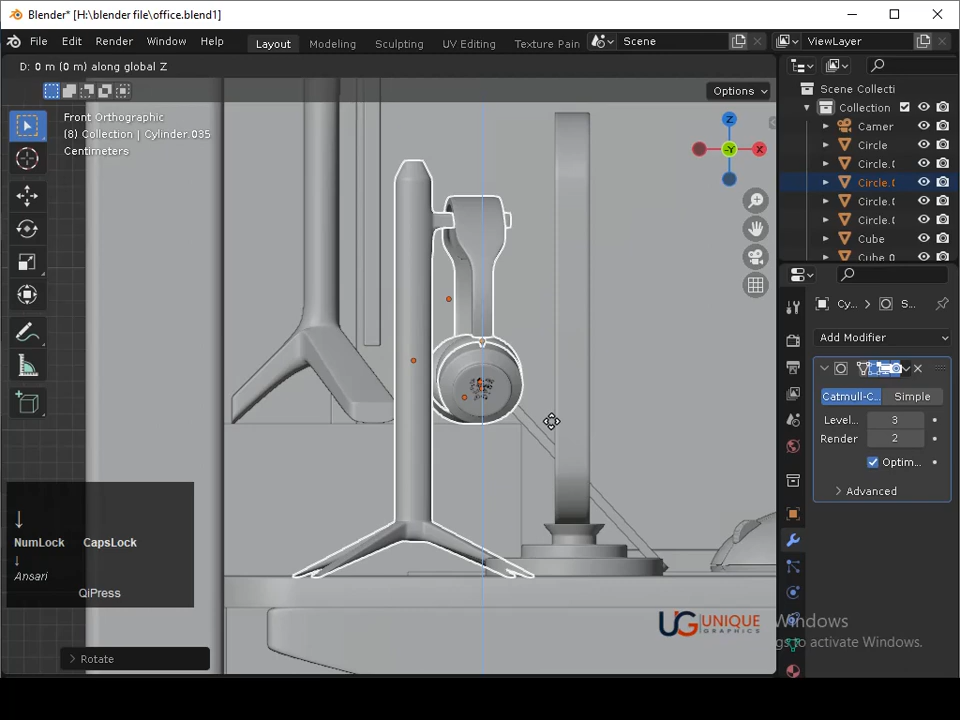 Blender* [H:\blender file\office.blend1]
File Edit Render Window Help Layout Modeling Sculpting UV Editing Texture Pain Scene ViewLayer
D: 0 m (0 m) along global Z
Options
Front Orthographic
(8) Collection | Cylinder.035
Centimeters
Z
-Y
X
Scene Collecti
Collection
Camer
Circle
Circle.0
Circle.0
Circle.0
Circle.0
Cube
Cube.0
Cy...
S...
Add Modifier
Catmull-C... Simple
Level... 3
Render 2
Optim...
Advanced
NumLock CapsLock
Ansari
QiPress
Rotate
UG UNIQUE
GRAPHICS
Windows
gs to activate Windows.